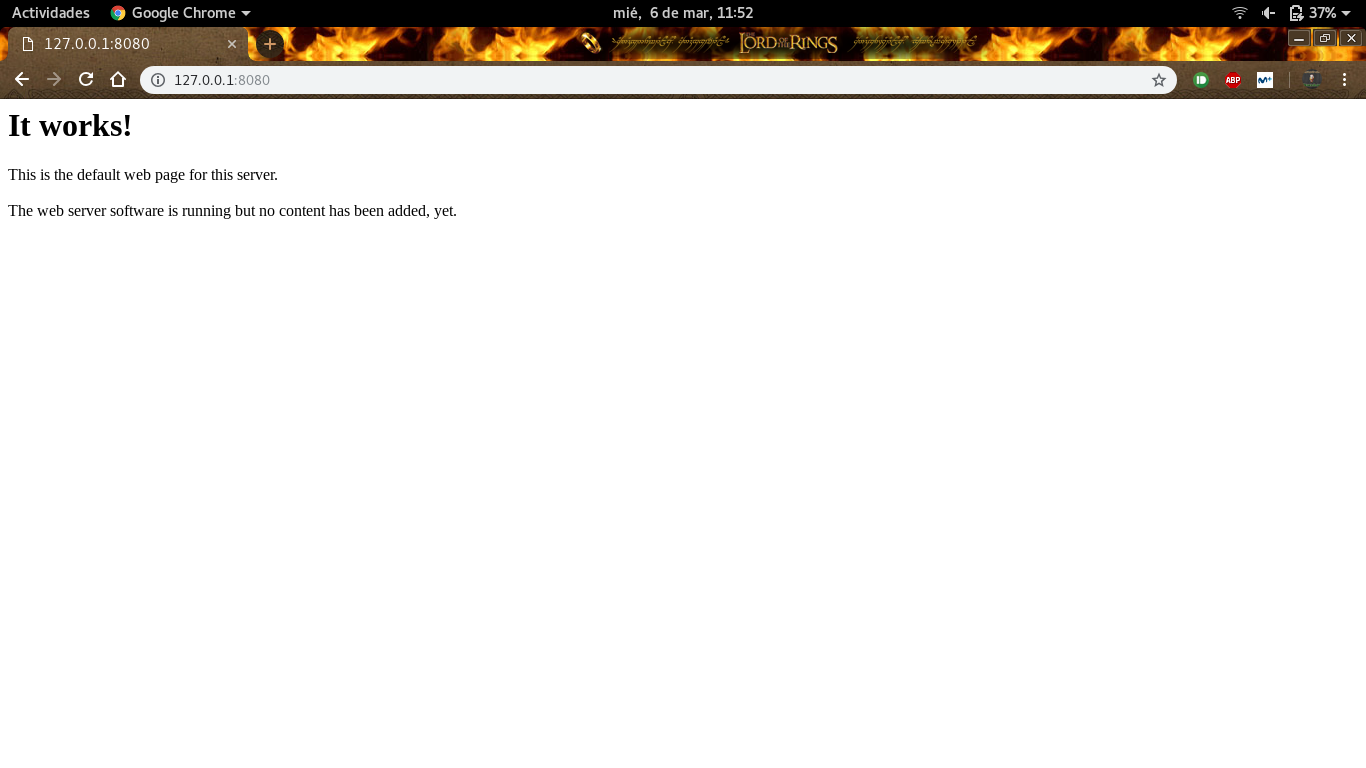 Actividades Google Chrome mié, 6 de mar, 11:52 37%
127.0.0.1:8080
THE LORD OF THE RINGS
127.0.0.1:8080
ABP
It works!
This is the default web page for this server.
The web server software is running but no content has been added, yet.